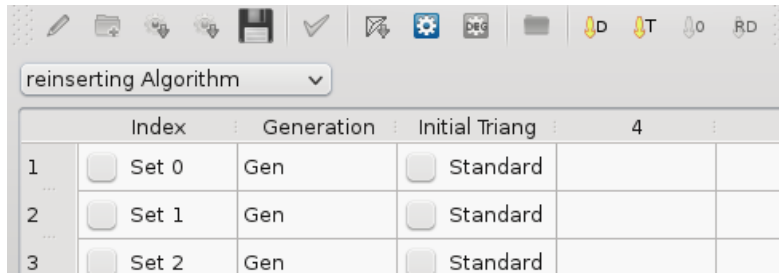 DEG D T 0 RD
reinserting Algorithm
Index Generation Initial Triang 4
1 Set 0 Gen Standard
2 Set 1 Gen Standard
3 Set 2 Gen Standard